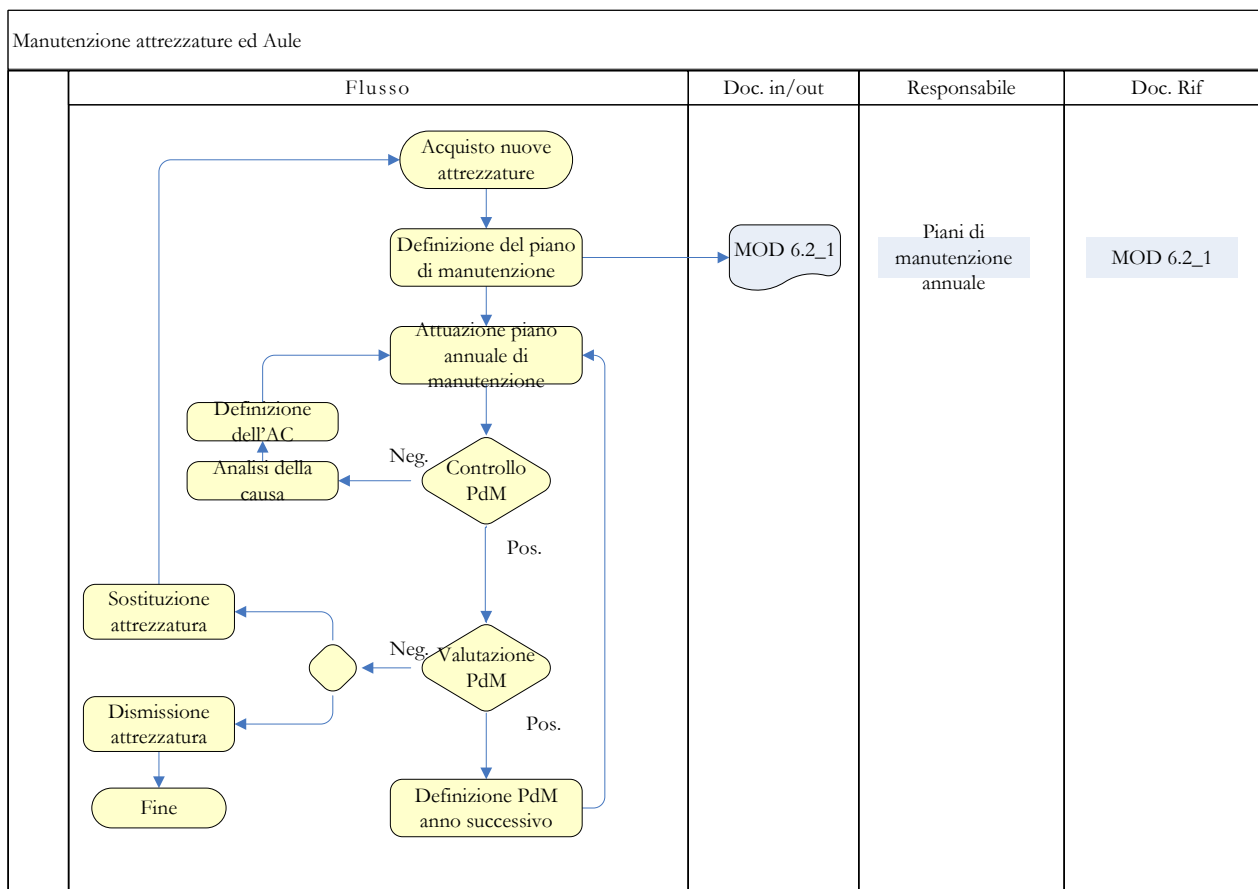 Manutenzione attrezzature ed Aule
Flusso
Doc. in/out
Responsabile
Doc. Rif
Acquisto nuove
attrezzature
Definizione del piano
di manutenzione
MOD 6.2_1
Piani di
manutenzione
annuale
MOD 6.2_1
Attuazione piano
annuale di
manutenzione
Definizione
dell'AC
Analisi della
causa
Neg.
Controllo
PdM
Pos.
Sostituzione
attrezzatura
Neg.
Valutazione
PdM
Dismissione
attrezzatura
Pos.
Fine
Definizione PdM
anno successivo